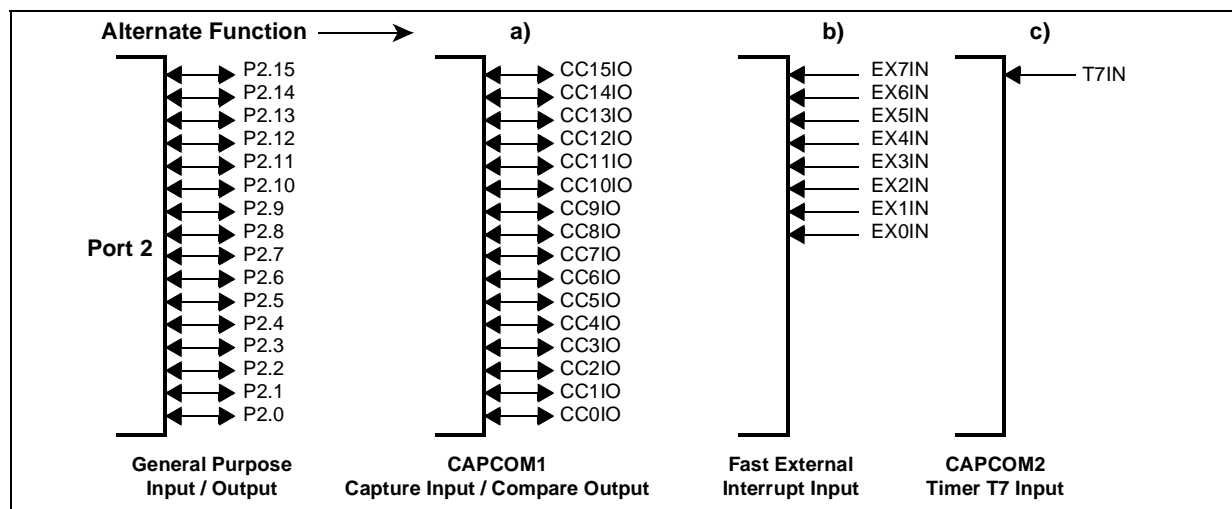 Alternate Function a) b) c)
P2.15 CC15IO EX7IN T7IN
P2.14 CC14IO EX6IN
P2.13 CC13IO EX5IN
P2.12 CC12IO EX4IN
P2.11 CC11IO EX3IN
P2.10 CC10IO EX2IN
P2.9 CC9IO EX1IN
P2.8 CC8IO EX0IN
Port 2
P2.7 CC7IO
P2.6 CC6IO
P2.5 CC5IO
P2.4 CC4IO
P2.3 CC3IO
P2.2 CC2IO
P2.1 CC1IO
P2.0 CC0IO
General Purpose CAPCOM1 Fast External CAPCOM2
Input / Output Capture Input / Compare Output Interrupt Input Timer T7 Input